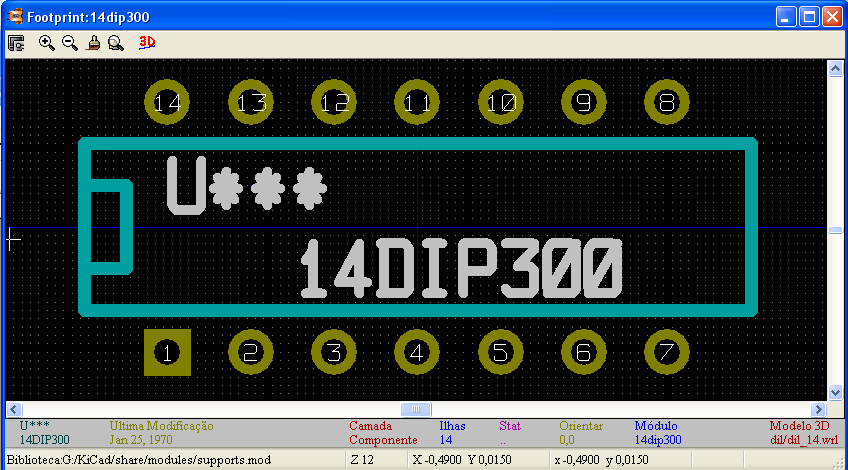 Footprint:14dip300
3D
14 13 12 11 10 9 8
U***
14DIP300
1 2 3 4 5 6 7
U*** Ultima Modificação Camada Ilhas Stat Orientar Módulo Modelo 3D
14DIP300 Jan 25, 1970 Componente 14 .. 0,0 14dip300 dil/dil_14.wrl
Biblioteca:G:/KiCad/share/modules/supports.mod Z 12 X -0,4900 Y 0,0150 x -0,4900 y 0,0150